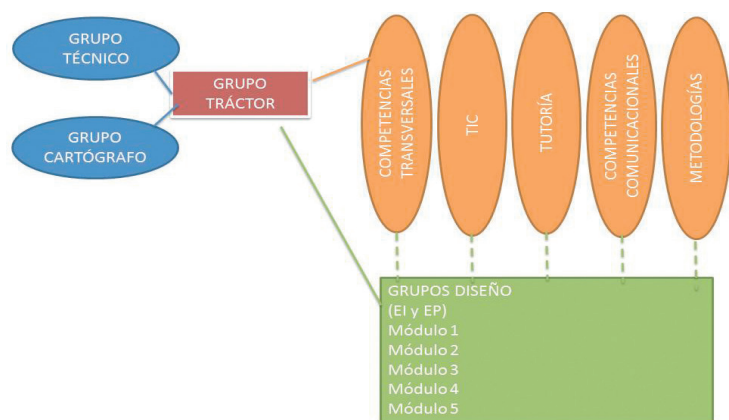 GRUPO
TÉCNICO
GRUPO
CARTÓGRAFO
GRUPO
TRÁCTOR
COMPETENCIAS
TRANSVERSALES
TIC
TUTORÍA
COMPETENCIAS
COMUNICACIONALES
METODOLOGÍAS
GRUPOS DISEÑO
(EI y EP)
Módulo 1
Módulo 2
Módulo 3
Módulo 4
Módulo 5